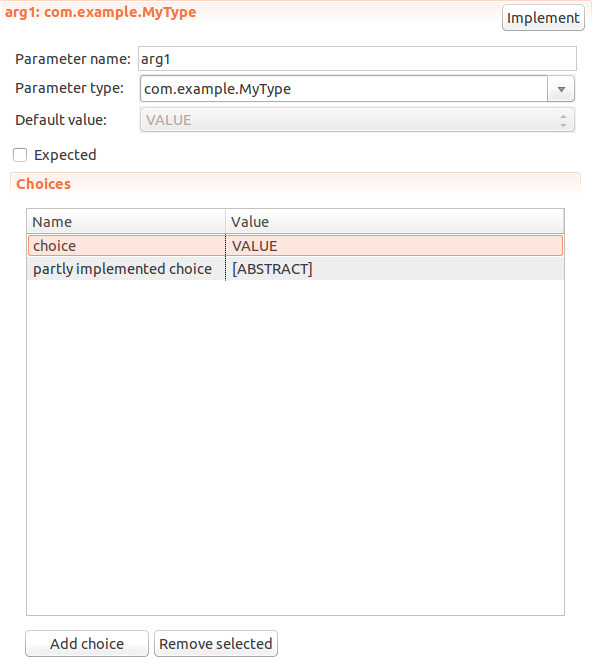 arg1: com.example.MyType
Implement
Parameter name: arg1
Parameter type: com.example.MyType
Default value: VALUE
Expected
Choices
Name Value
choice VALUE
partly implemented choice [ABSTRACT]
Add choice Remove selected